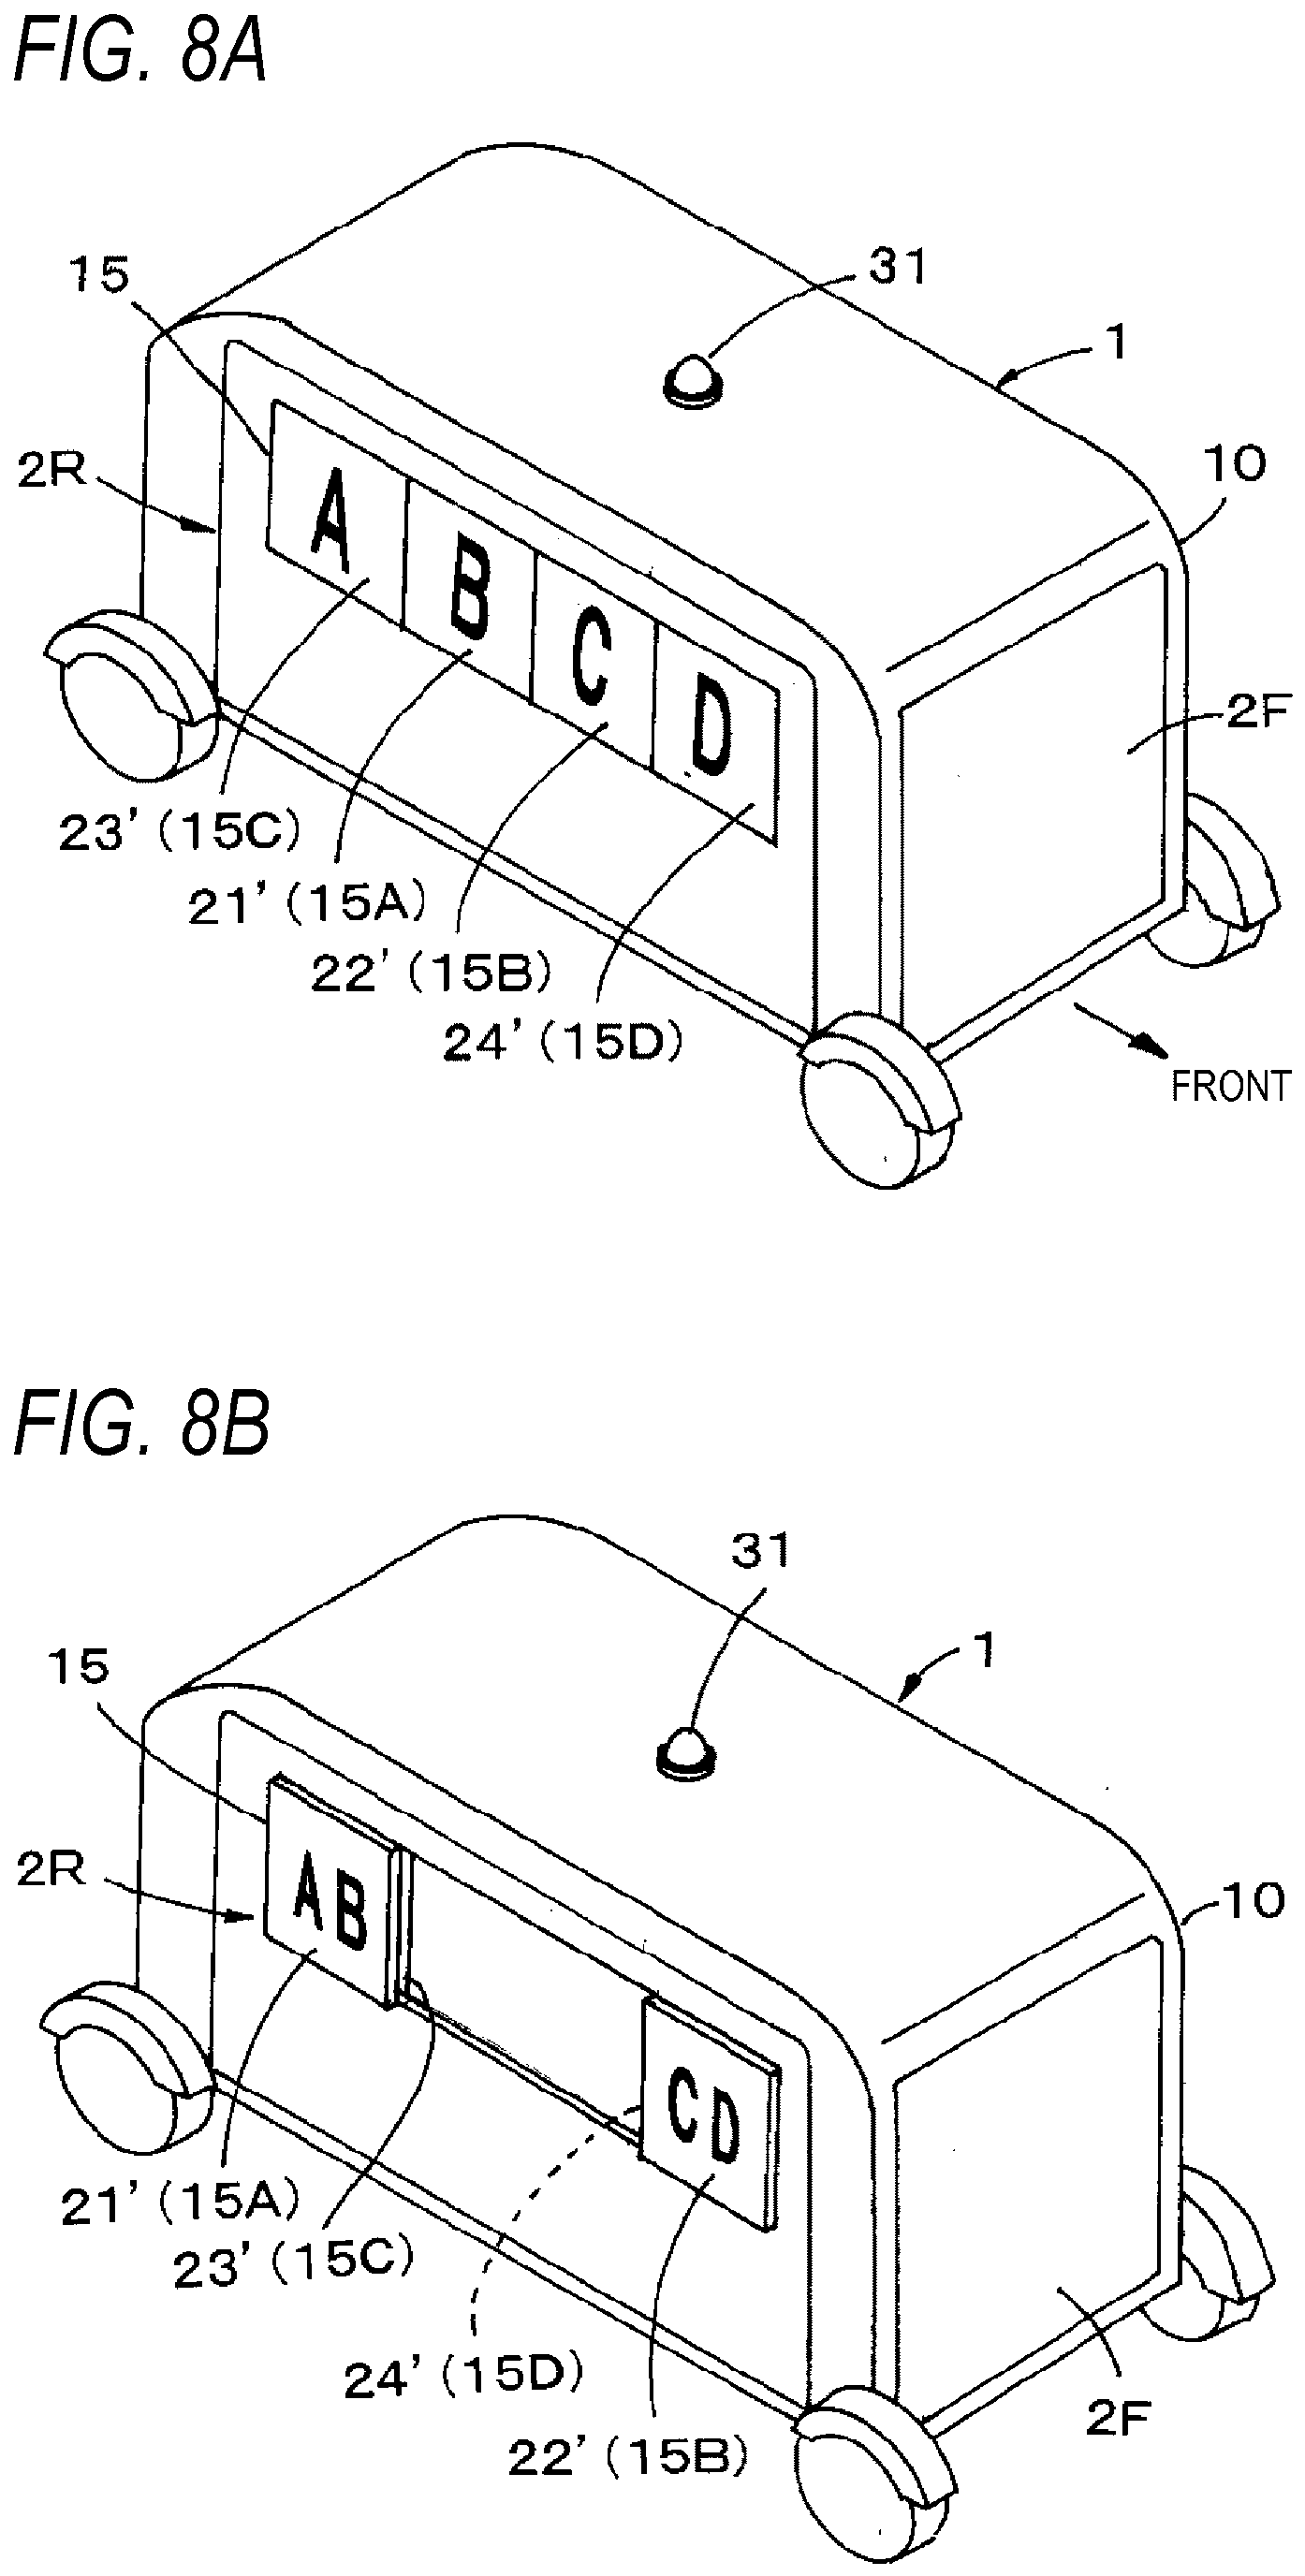 FIG. 8A
31
15
1
2R
10
A B C D
2F
23' (15C)
21' (15A)
22' (15B)
24' (15D)
FRONT
FIG. 8B
31
15
1
2R
10
AB
CD
21' (15A)
23' (15C)
24' (15D)
2F
22' (15B)